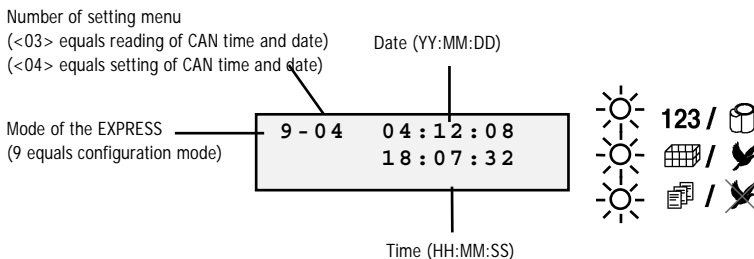 Number of setting menu
(<03> equals reading of CAN time and date)
(<04> equals setting of CAN time and date)
Date (YY:MM:DD)
Mode of the EXPRESS
(9 equals configuration mode)
9-04 04:12:08
18:07:32
123 /
/
/
Time (HH:MM:SS)